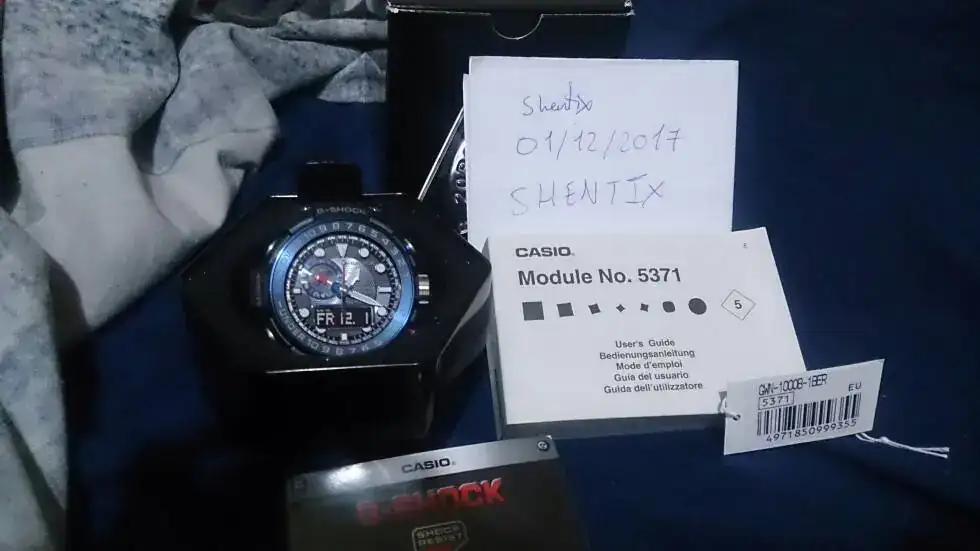 shentix
01/12/2017
SHENTIX
CASIO.
E
Module No. 5371
5
User's Guide
Bedienungsanleitung
Mode d'emploi
Guía del usuario
Guida dell'utilizzatore
GWN-1000B-1BER
5371
EU
4971850999355
G-SHOCK
FR 12. 1
CASIO.
G-SHOCK
SHOCK
RESIST